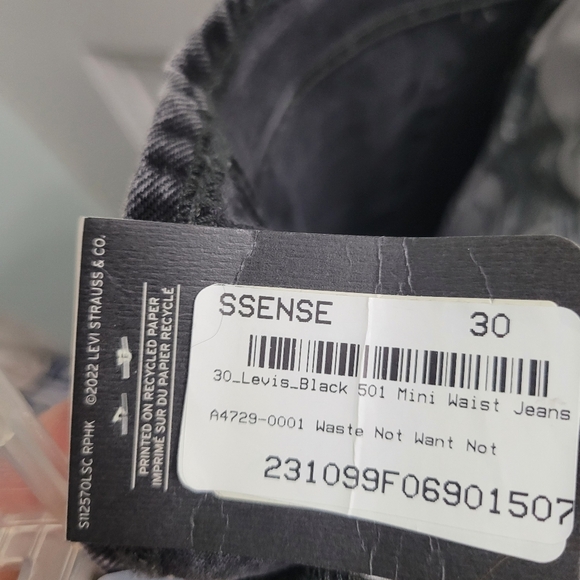 SSENSE 30
30_Levis_Black 501 Mini Waist Jeans
A4729-0001 Waste Not Want Not
231099F06901507
PRINTED ON RECYCLED PAPER
IMPRIMÉ SUR DU PAPIER RECYCLÉ
S112570LSC RPHK ©2022 LEVI STRAUSS & CO.